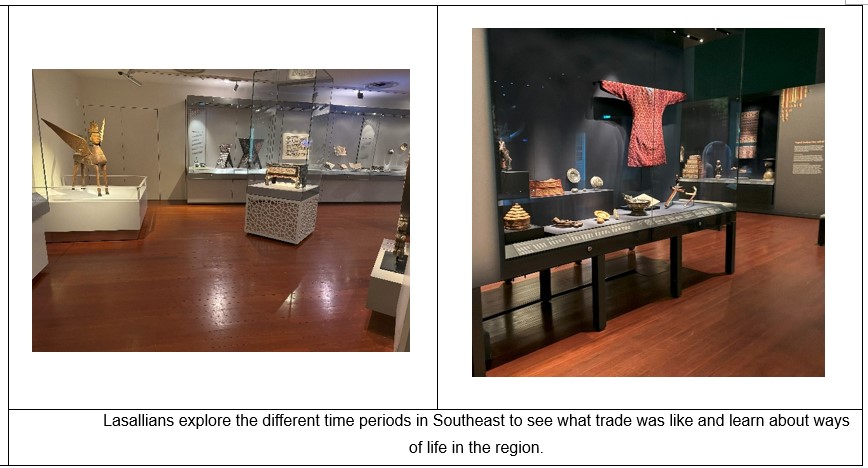 Lasallians explore the different time periods in Southeast to see what trade was like and learn about ways
of life in the region.